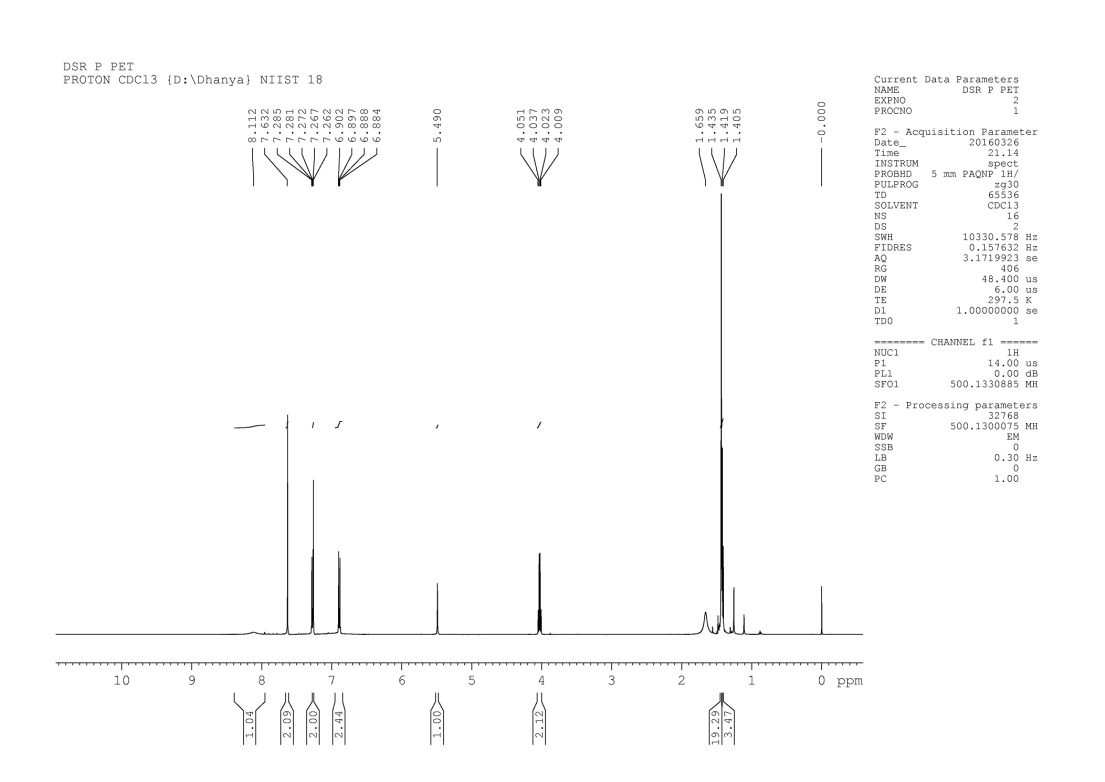 DSR P PET
PROTON CDCl3 {D:\Dhanya} NIIST 18
8.112
7.632
7.285
7.281
7.272
7.267
7.262
6.902
6.897
6.888
6.884
5.490
4.051
4.037
4.023
4.009
1.659
1.435
1.419
1.405
-0.000
Current Data Parameters
NAME DSR P PET
EXPNO 2
PROCNO 1
F2 - Acquisition Parameter
Date_ 20160326
Time 21.14
INSTRUM spect
PROBHD 5 mm PAQNP 1H/
PULPROG zg30
TD 65536
SOLVENT CDCl3
NS 16
DS 2
SWH 10330.578 Hz
FIDRES 0.157632 Hz
AQ 3.1719923 se
RG 406
DW 48.400 us
DE 6.00 us
TE 297.5 K
D1 1.00000000 se
TD0 1
======== CHANNEL f1 ======
NUC1 1H
P1 14.00 us
PL1 0.00 dB
SFO1 500.1330885 MH
F2 - Processing parameters
SI 32768
SF 500.1300075 MH
WDW EM
SSB 0
LB 0.30 Hz
GB 0
PC 1.00
10 9 8 7 6 5 4 3 2 1 0 ppm
1.04
2.09
2.00
2.44
1.00
2.12
19.29
3.47